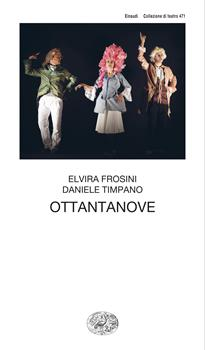 Einaudi Collezione di teatro 471
ELVIRA FROSINI
DANIELE TIMPANO
OTTANTANOVE